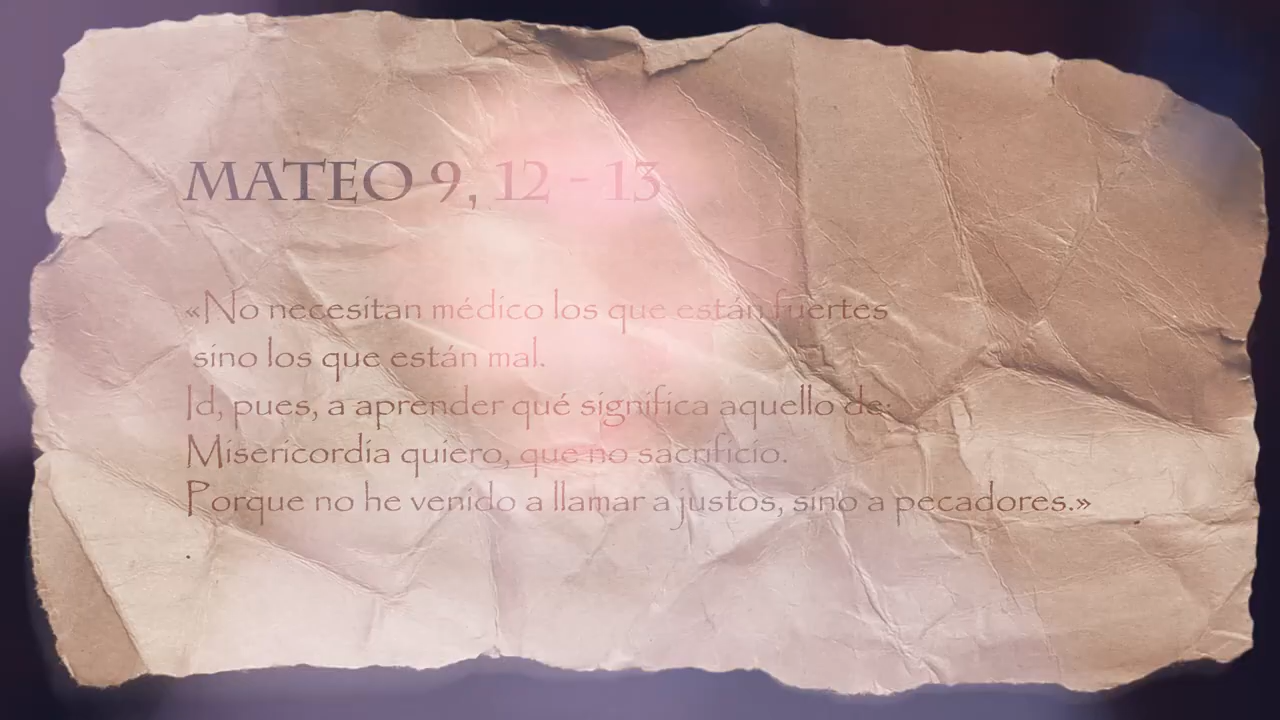 MATEO 9, 12 - 13
«No necesitan médico los que están fuertes
sino los que están mal.
Id, pues, a aprender qué significa aquello de:
Misericordia quiero, que no sacrificio.
Porque no he venido a llamar a justos, sino a pecadores.»